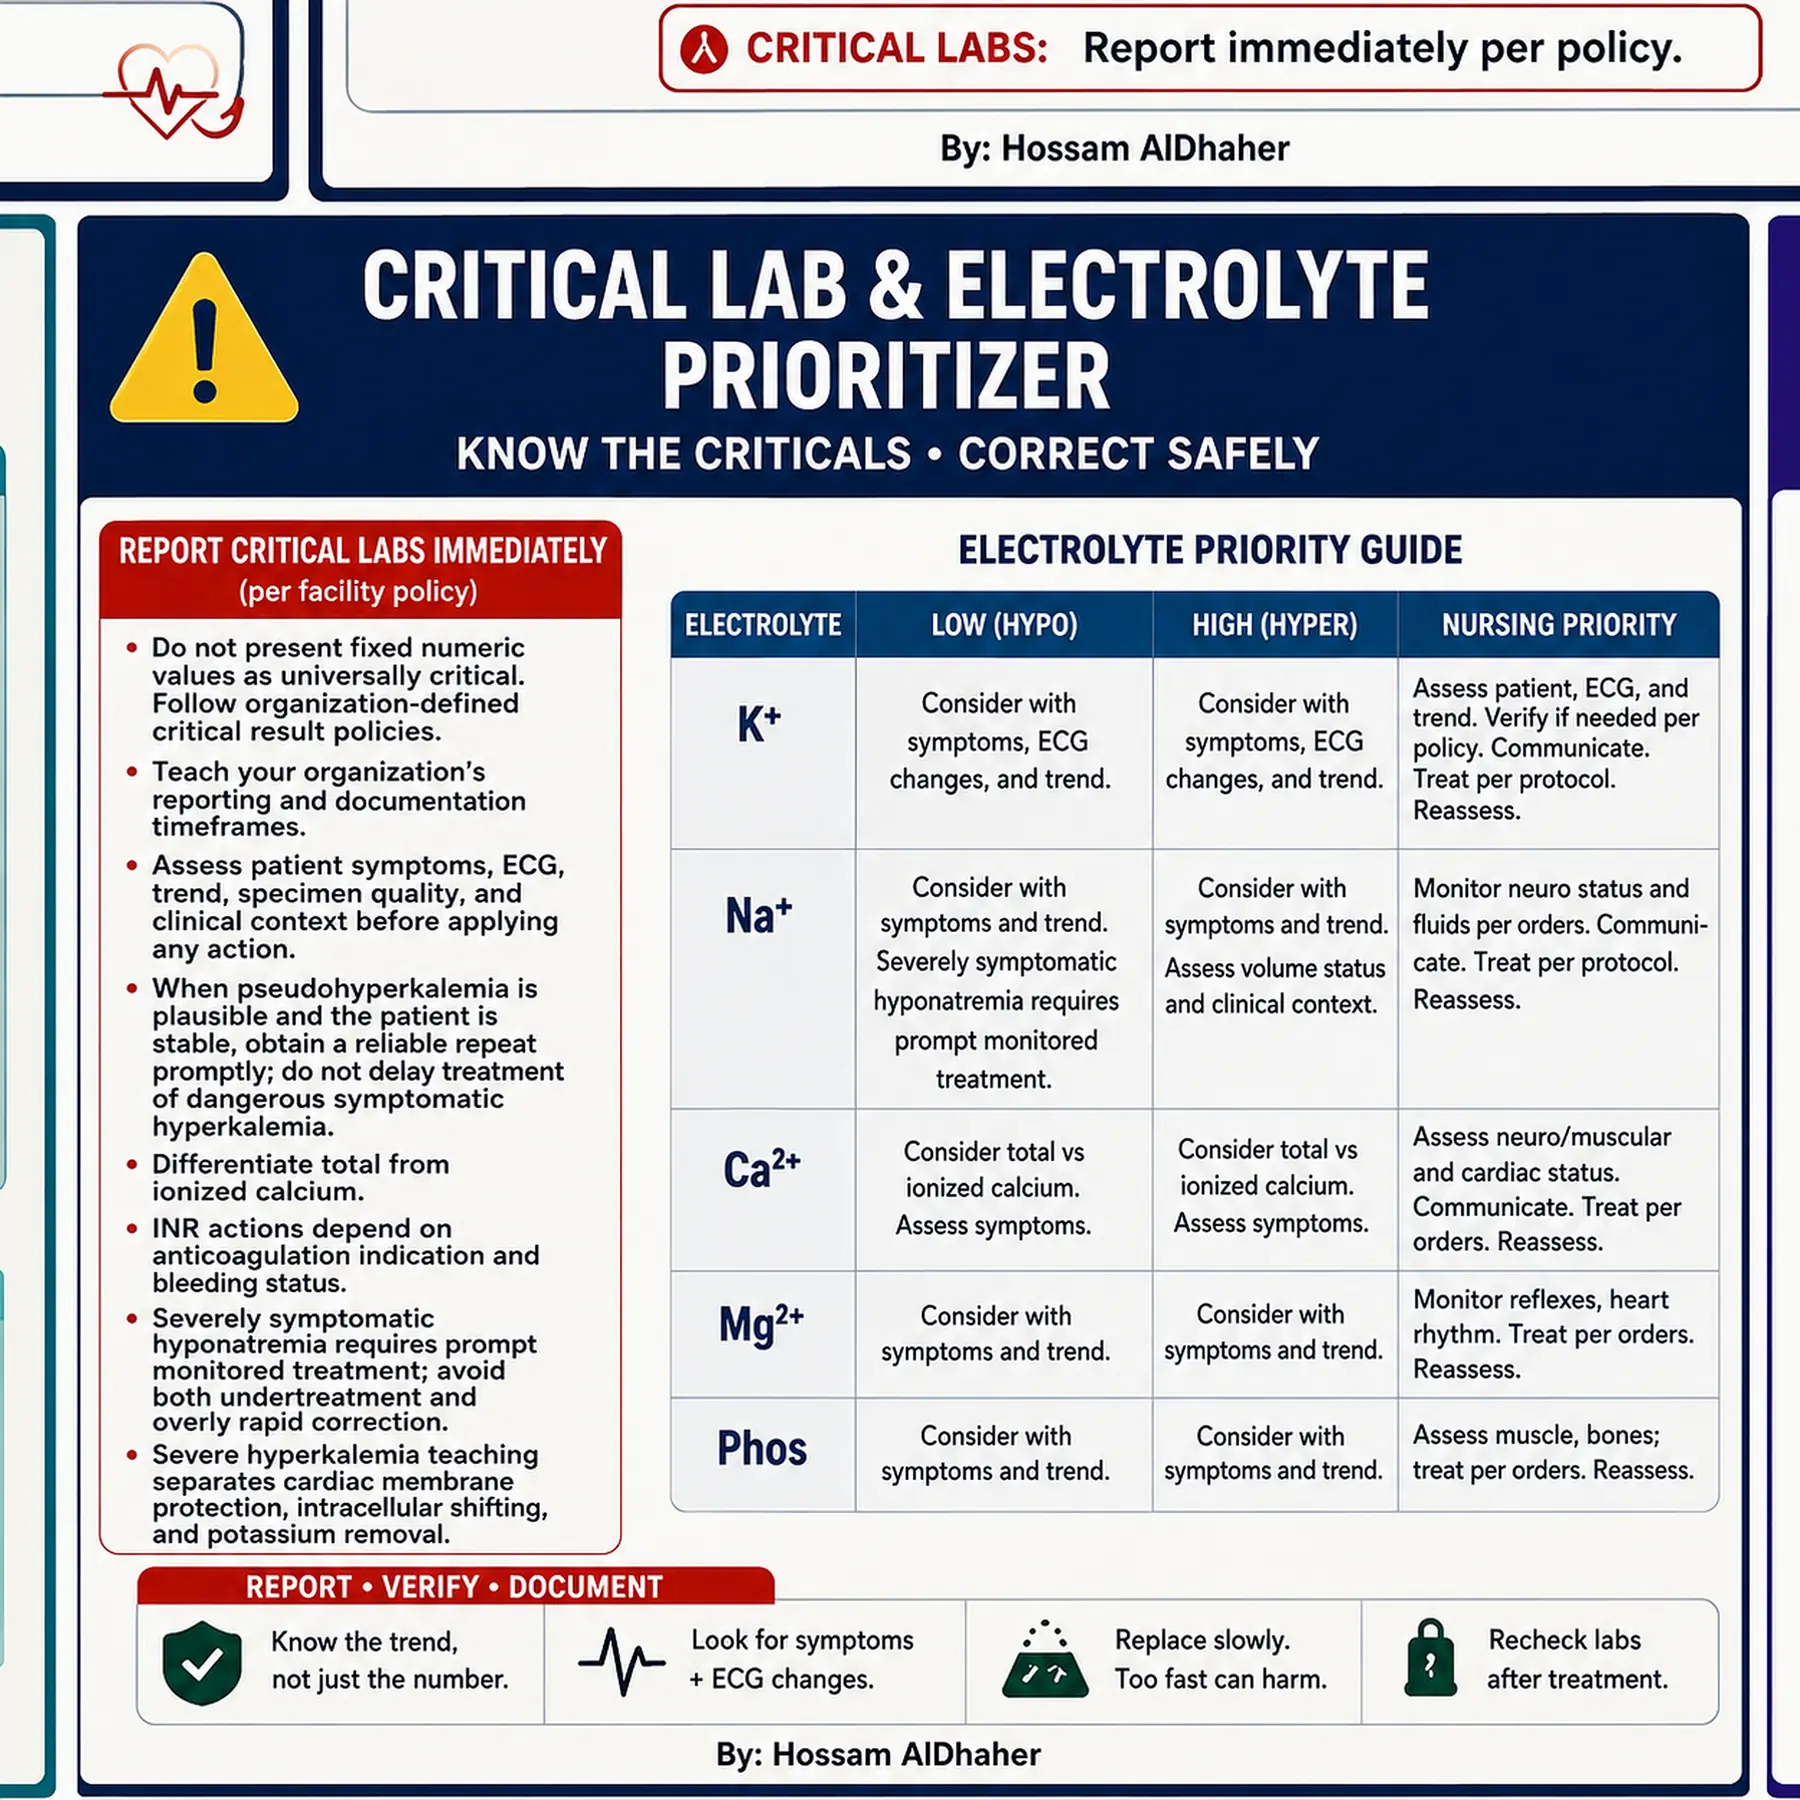 CRITICAL LABS: Report immediately per policy.
By: Hossam AlDhaher
CRITICAL LAB & ELECTROLYTE
PRIORITIZER
KNOW THE CRITICALS • CORRECT SAFELY
REPORT CRITICAL LABS IMMEDIATELY
(per facility policy)
• Do not present fixed numeric
values as universally critical.
Follow organization-defined
critical result policies.
• Teach your organization's
reporting and documentation
timeframes.
• Assess patient symptoms, ECG,
trend, specimen quality, and
clinical context before applying
any action.
• When pseudohyperkalemia is
plausible and the patient is
stable, obtain a reliable repeat
promptly; do not delay treatment
of dangerous symptomatic
hyperkalemia.
• Differentiate total from
ionized calcium.
• INR actions depend on
anticoagulation indication and
bleeding status.
• Severely symptomatic
hyponatremia requires prompt
monitored treatment; avoid
both undertreatment and
overly rapid correction.
• Severe hyperkalemia teaching
separates cardiac membrane
protection, intracellular shifting,
and potassium removal.
ELECTROLYTE PRIORITY GUIDE
ELECTROLYTE
LOW (HYPO)
HIGH (HYPER)
NURSING PRIORITY
K⁺
Consider with
symptoms, ECG
changes, and trend.
Consider with
symptoms, ECG
changes, and trend.
Assess patient, ECG, and
trend. Verify if needed per
policy. Communicate.
Treat per protocol.
Reassess.
Na⁺
Consider with
symptoms and trend.
Severely symptomatic
hyponatremia requires
prompt monitored
treatment.
Consider with
symptoms and trend.
Assess volume status
and clinical context.
Monitor neuro status and
fluids per orders. Communi-
cate. Treat per protocol.
Reassess.
Ca²⁺
Consider total vs
ionized calcium.
Assess symptoms.
Consider total vs
ionized calcium.
Assess symptoms.
Assess neuro/muscular
and cardiac status.
Communicate. Treat per
orders. Reassess.
Mg²⁺
Consider with
symptoms and trend.
Consider with
symptoms and trend.
Monitor reflexes, heart
rhythm. Treat per orders.
Reassess.
Phos
Consider with
symptoms and trend.
Consider with
symptoms and trend.
Assess muscle, bones;
treat per orders. Reassess.
REPORT • VERIFY • DOCUMENT
Know the trend,
not just the number.
Look for symptoms
+ ECG changes.
Replace slowly.
Too fast can harm.
Recheck labs
after treatment.
By: Hossam AlDhaher